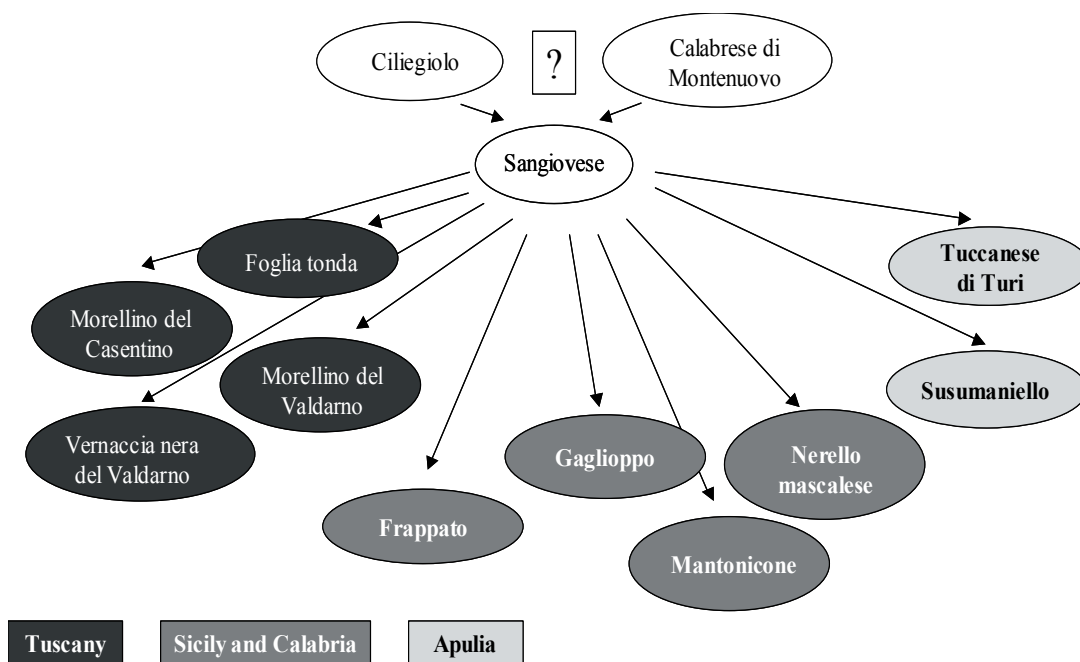 Ciliegiolo
?
Calabrese di
Montenuovo
Sangiovese
Foglia tonda
Tuccanese
di Turi
Morellino del
Casentino
Morellino del
Valdarno
Susumaniello
Vernaccia nera
del Valdarno
Gaglioppo
Nerello
mascalese
Frappato
Mantonicone
Tuscany
Sicily and Calabria
Apulia